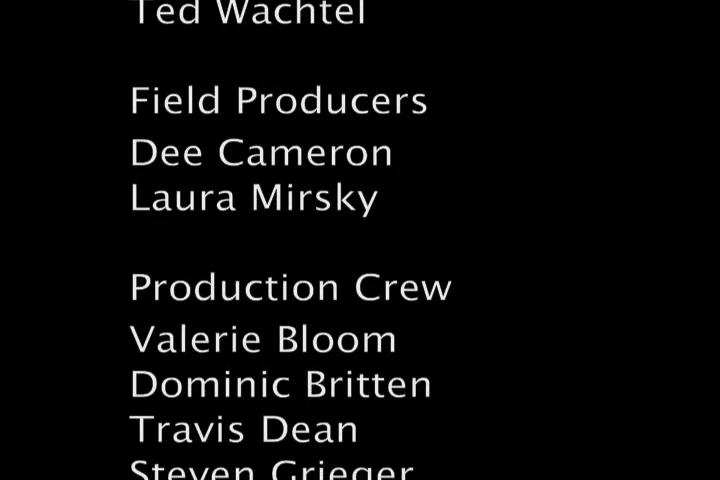 Ted Wachtel
Field Producers
Dee Cameron
Laura Mirsky
Production Crew
Valerie Bloom
Dominic Britten
Travis Dean
Steven Grieger